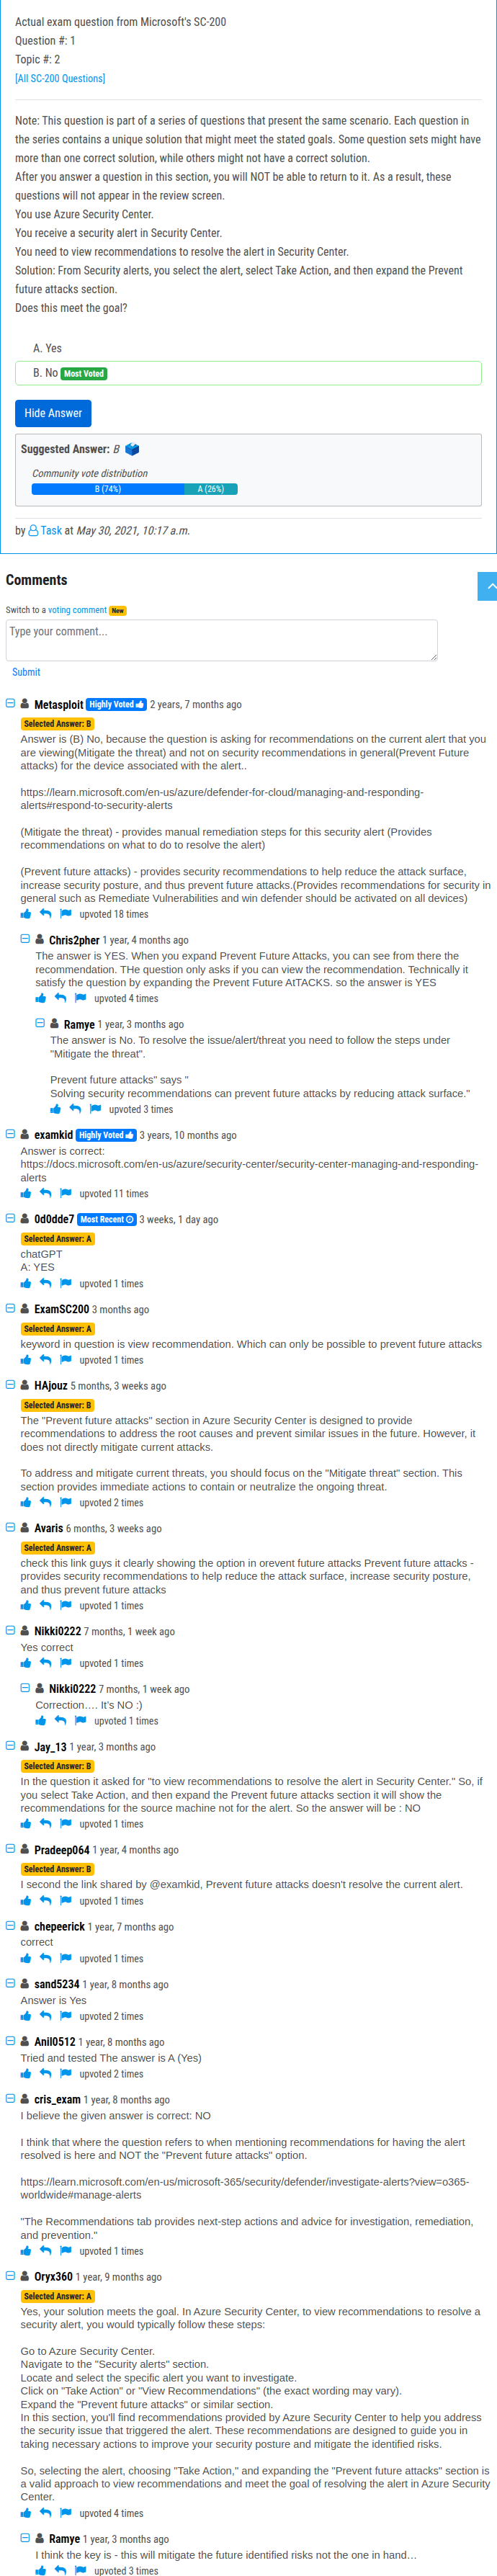 Actual exam question from Microsoft's SC-200
Question #: 1
Topic #: 2
[All SC-200 Questions]
Note: This question is part of a series of questions that present the same scenario. Each question in
the series contains a unique solution that might meet the stated goals. Some question sets might have
more than one correct solution, while others might not have a correct solution.
After you answer a question in this section, you will NOT be able to return to it. As a result, these
questions will not appear in the review screen.
You use Azure Security Center.
You receive a security alert in Security Center.
You need to view recommendations to resolve the alert in Security Center.
Solution: From Security alerts, you select the alert, select Take Action, and then expand the Prevent
future attacks section.
Does this meet the goal?
A. Yes
B. No Most Voted
Hide Answer
Suggested Answer: B
Community vote distribution
B (74%) A (26%)
by Task at May 30, 2021, 10:17 a.m.
Comments
Switch to a voting comment New
Type your comment...
Submit
Metasploit Highly Voted 2 years, 7 months ago
Selected Answer: B
Answer is (B) No, because the question is asking for recommendations on the current alert that you
are viewing(Mitigate the threat) and not on security recommendations in general(Prevent Future
attacks) for the device associated with the alert..
https://learn.microsoft.com/en-us/azure/defender-for-cloud/managing-and-responding-
alerts#respond-to-security-alerts
(Mitigate the threat) - provides manual remediation steps for this security alert (Provides
recommendations on what to do to resolve the alert)
(Prevent future attacks) - provides security recommendations to help reduce the attack surface,
increase security posture, and thus prevent future attacks.(Provides recommendations for security in
general such as Remediate Vulnerabilities and win defender should be activated on all devices)
upvoted 18 times
Chris2pher 1 year, 4 months ago
The answer is YES. When you expand Prevent Future Attacks, you can see from there the
recommendation. THe question only asks if you can view the recommendation. Technically it
satisfy the question by expanding the Prevent Future AtTACKS. so the answer is YES
upvoted 4 times
Ramye 1 year, 3 months ago
The answer is No. To resolve the issue/alert/threat you need to follow the steps under
"Mitigate the threat".
Prevent future attacks" says "
Solving security recommendations can prevent future attacks by reducing attack surface."
upvoted 3 times
examkid Highly Voted 3 years, 10 months ago
Answer is correct:
https://docs.microsoft.com/en-us/azure/security-center/security-center-managing-and-responding-
alerts
upvoted 11 times
0d0dde7 Most Recent 3 weeks, 1 day ago
Selected Answer: A
chatGPT
A: YES
upvoted 1 times
ExamSC200 3 months ago
Selected Answer: A
keyword in question is view recommendation. Which can only be possible to prevent future attacks
upvoted 1 times
HAjouz 5 months, 3 weeks ago
Selected Answer: B
The "Prevent future attacks" section in Azure Security Center is designed to provide
recommendations to address the root causes and prevent similar issues in the future. However, it
does not directly mitigate current attacks.
To address and mitigate current threats, you should focus on the "Mitigate threat" section. This
section provides immediate actions to contain or neutralize the ongoing threat.
upvoted 2 times
Avaris 6 months, 3 weeks ago
Selected Answer: A
check this link guys it clearly showing the option in orevent future attacks Prevent future attacks -
provides security recommendations to help reduce the attack surface, increase security posture,
and thus prevent future attacks
upvoted 1 times
Nikki0222 7 months, 1 week ago
Yes correct
upvoted 1 times
Nikki0222 7 months, 1 week ago
Correction…. It's NO :)
upvoted 1 times
Jay_13 1 year, 3 months ago
Selected Answer: B
In the question it asked for "to view recommendations to resolve the alert in Security Center." So, if
you select Take Action, and then expand the Prevent future attacks section it will show the
recommendations for the source machine not for the alert. So the answer will be : NO
upvoted 1 times
Pradeep064 1 year, 4 months ago
Selected Answer: B
I second the link shared by @examkid, Prevent future attacks doesn't resolve the current alert.
upvoted 1 times
chepeerick 1 year, 7 months ago
correct
upvoted 1 times
sand5234 1 year, 8 months ago
Answer is Yes
upvoted 2 times
Anil0512 1 year, 8 months ago
Tried and tested The answer is A (Yes)
upvoted 2 times
cris_exam 1 year, 8 months ago
I believe the given answer is correct: NO
I think that where the question refers to when mentioning recommendations for having the alert
resolved is here and NOT the "Prevent future attacks" option.
https://learn.microsoft.com/en-us/microsoft-365/security/defender/investigate-alerts?view=o365-
worldwide#manage-alerts
"The Recommendations tab provides next-step actions and advice for investigation, remediation,
and prevention."
upvoted 1 times
Oryx360 1 year, 9 months ago
Selected Answer: A
Yes, your solution meets the goal. In Azure Security Center, to view recommendations to resolve a
security alert, you would typically follow these steps:
Go to Azure Security Center.
Navigate to the "Security alerts" section.
Locate and select the specific alert you want to investigate.
Click on "Take Action" or "View Recommendations" (the exact wording may vary).
Expand the "Prevent future attacks" or similar section.
In this section, you'll find recommendations provided by Azure Security Center to help you address
the security issue that triggered the alert. These recommendations are designed to guide you in
taking necessary actions to improve your security posture and mitigate the identified risks.
So, selecting the alert, choosing "Take Action," and expanding the "Prevent future attacks" section is
a valid approach to view recommendations and meet the goal of resolving the alert in Azure Security
Center.
upvoted 4 times
Ramye 1 year, 3 months ago
I think the key is - this will mitigate the future identified risks not the one in hand…
upvoted 3 times